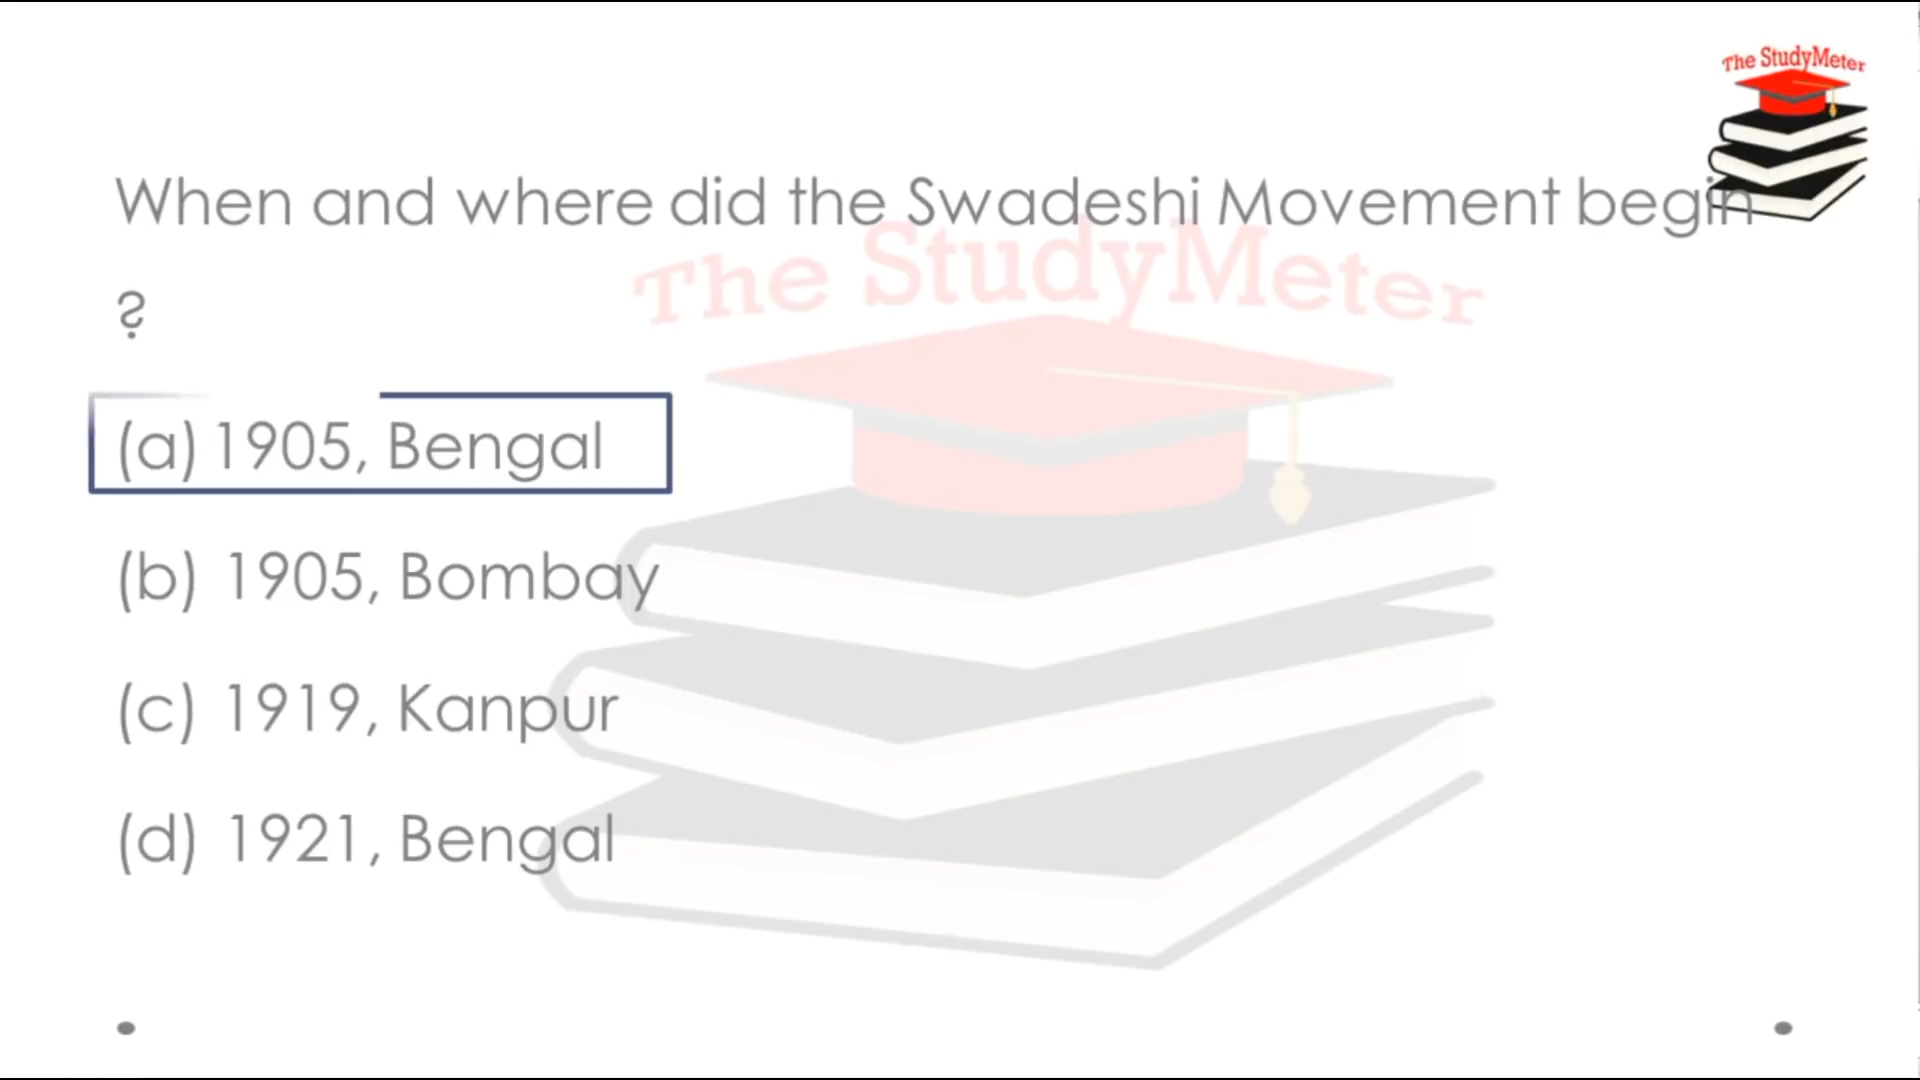 The StudyMeter
When and where did the Swadeshi Movement begin
?
The StudyMeter
(a) 1905, Bengal
(b) 1905, Bombay
(c) 1919, Kanpur
(d) 1921, Bengal